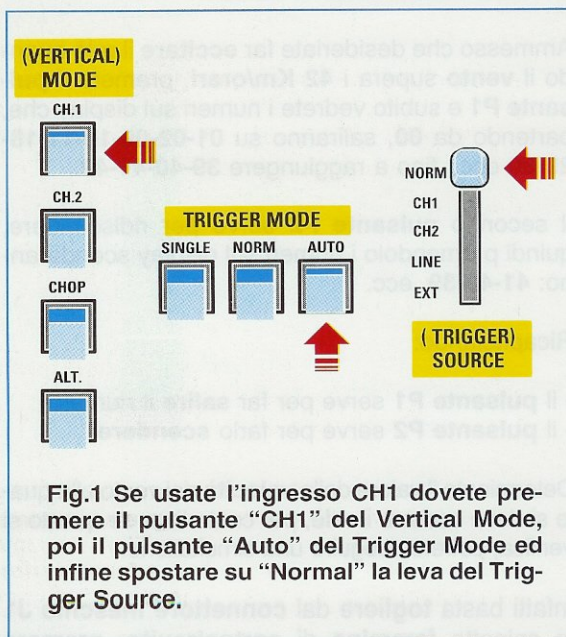 (VERTICAL)
MODE
CH.1
CH.2
CHOP
ALT.
TRIGGER MODE
SINGLE NORM AUTO
NORM
CH1
CH2
LINE
EXT
( TRIGGER)
SOURCE
Fig.1 Se usate l'ingresso CH1 dovete pre-
mere il pulsante "CH1" del Vertical Mode,
poi il pulsante "Auto" del Trigger Mode ed
infine spostare su "Normal" la leva del Trig-
ger Source.